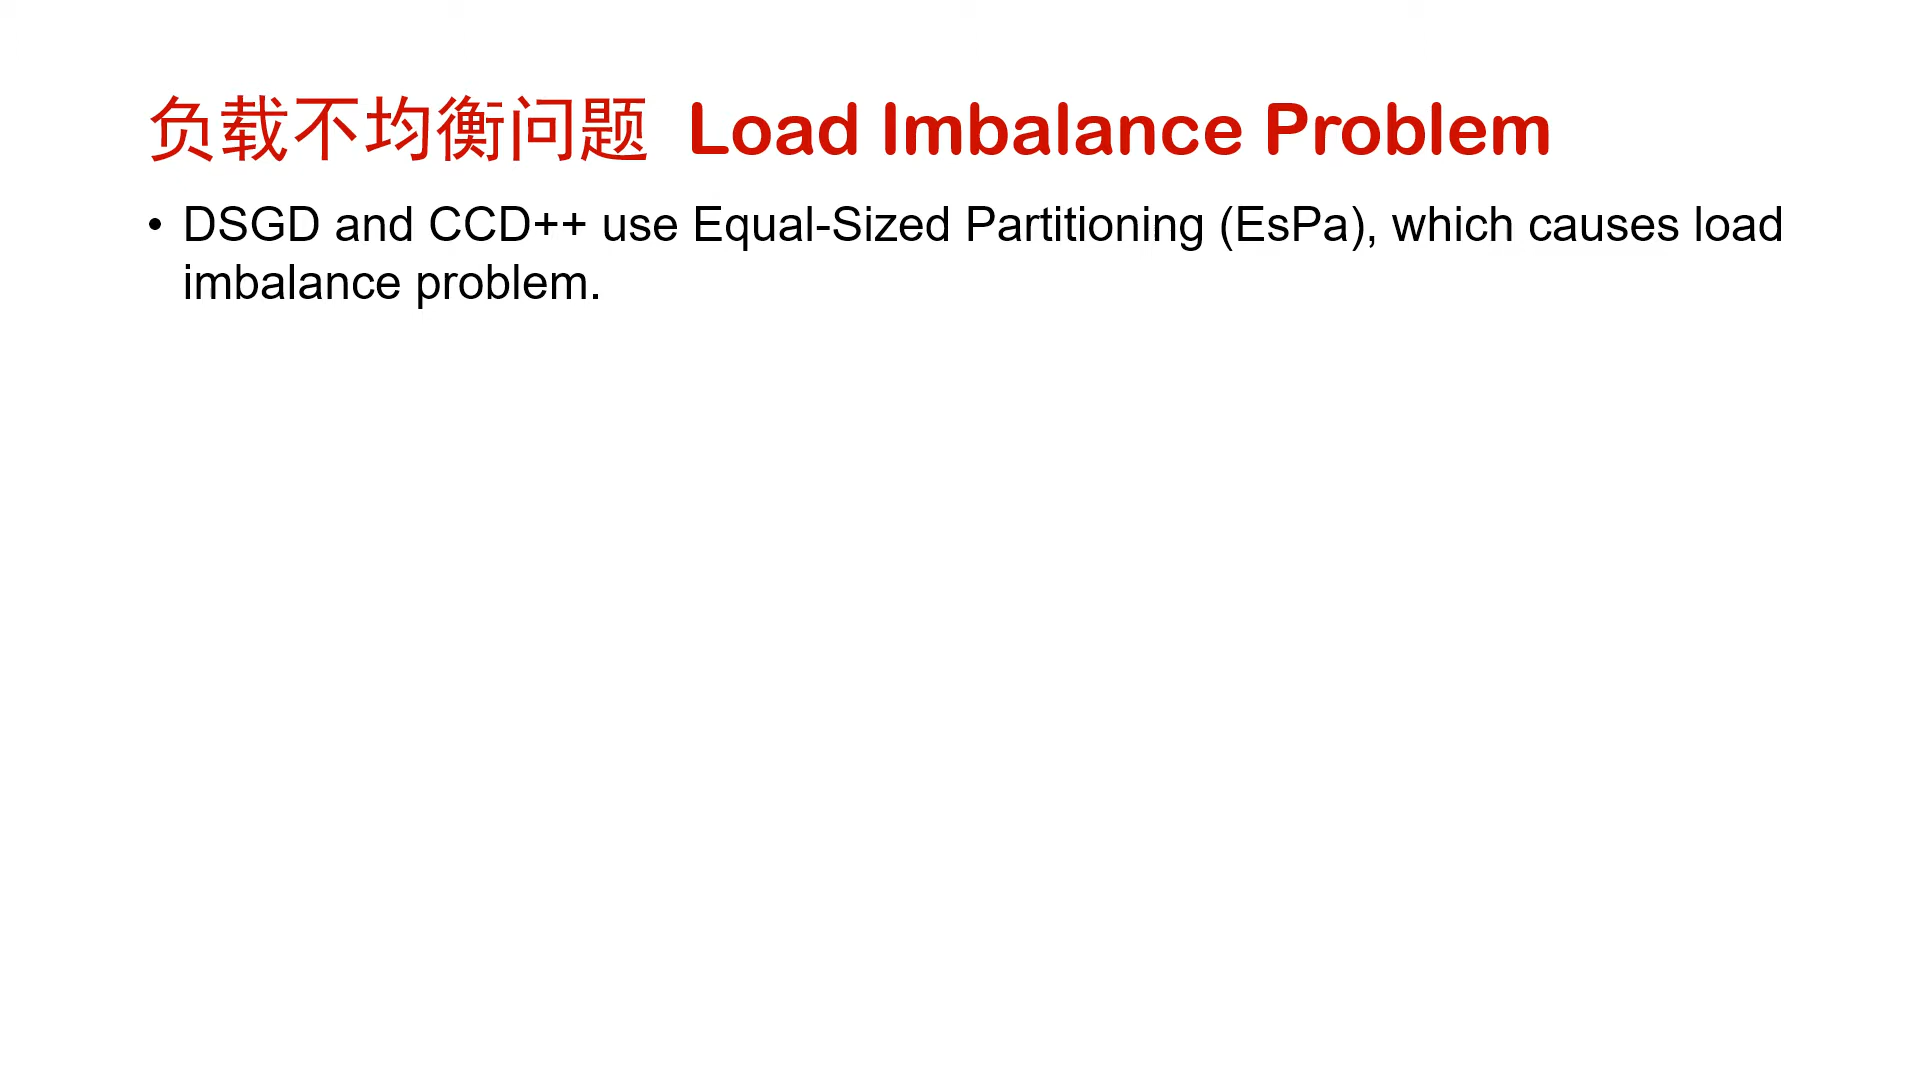 负载不均衡问题 Load Imbalance Problem
• DSGD and CCD++ use Equal-Sized Partitioning (EsPa), which causes load
imbalance problem.